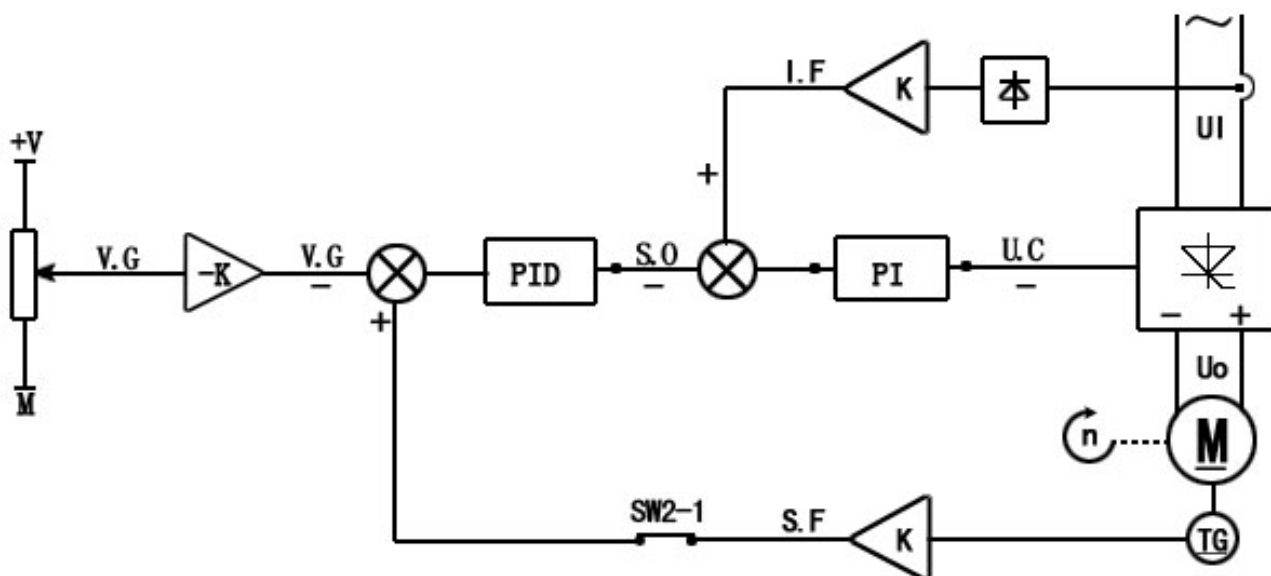 I.F
K
UI
+V
+
V.G
-K
V.G
-
+
PID
S.O
-
PI
U.C
-
- +
Uo
M
n
M
SW2-1
S.F
K
TG